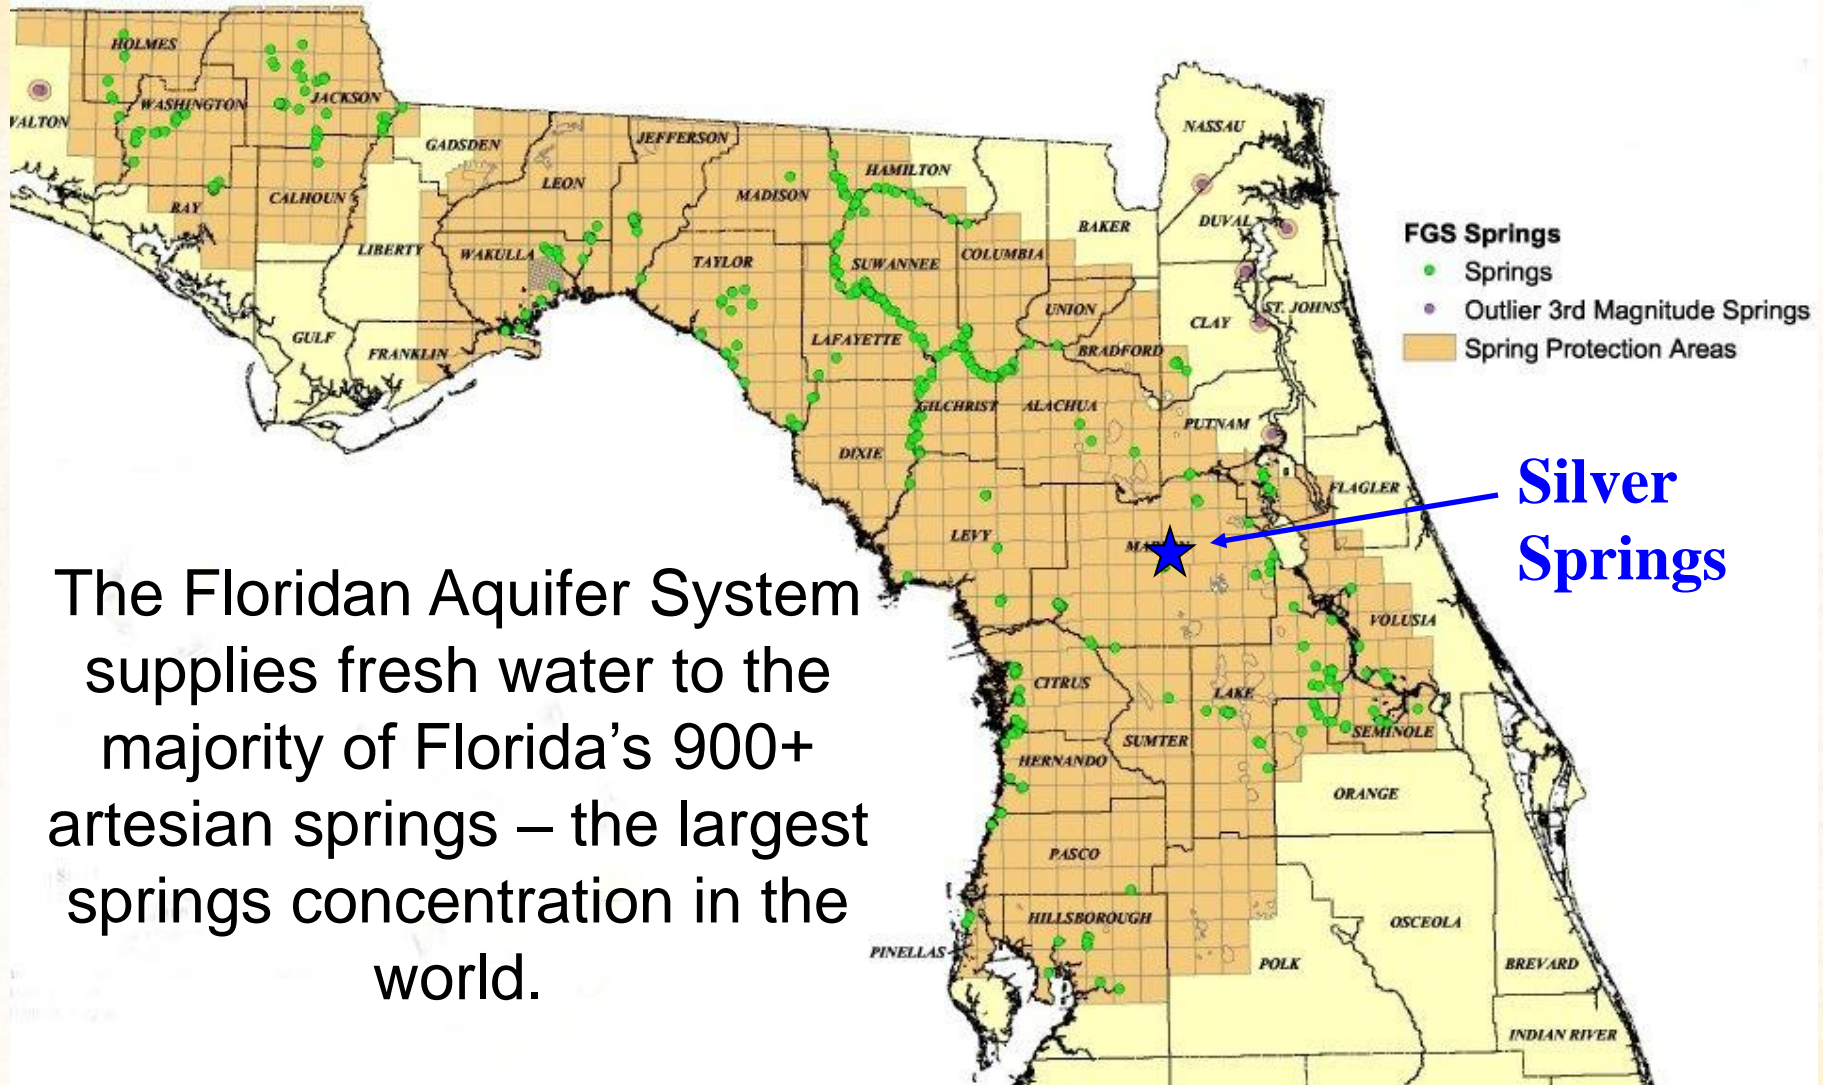 HOLMES
WALTON
WASHINGTON
JACKSON
GADSDEN
JEFFERSON
NASSAU
HAMILTON
LEON
MADISON
BAY
CALHOUN
DUVAL
BAKER
LIBERTY
WAKULLA
TAYLOR
SUWANNEE
COLUMBIA
UNION
CLAY
ST. JOHNS
GULF
FRANKLIN
LAFAYETTE
BRADFORD
GILCHRIST
ALACHUA
PUTNAM
DIXIE
FLAGLER
LEVY
VOLUSIA
CITRUS
LAKE
SUMTER
SEMINOLE
HERNANDO
ORANGE
PASCO
HILLSBOROUGH
OSCEOLA
PINELLAS
POLK
BREVARD
INDIAN RIVER
FGS Springs
Springs
Outlier 3rd Magnitude Springs
Spring Protection Areas
Silver
Springs
The Floridan Aquifer System
supplies fresh water to the
majority of Florida’s 900+
artesian springs – the largest
springs concentration in the
world.